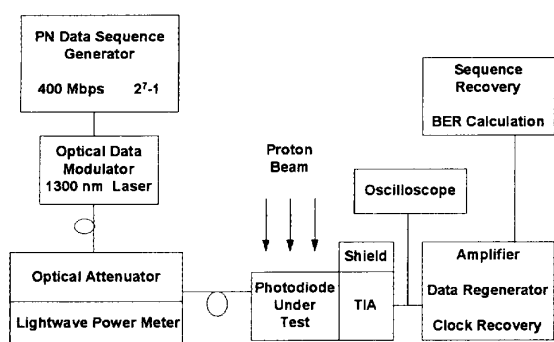 PN Data Sequence
Generator
400 Mbps 2⁷-1
Optical Data
Modulator
1300 nm Laser
Optical Attenuator
Lightwave Power Meter
Proton
Beam
Photodiode
Under
Test
Shield
TIA
Oscilloscope
Sequence
Recovery
BER Calculation
Amplifier
Data Regenerator
Clock Recovery